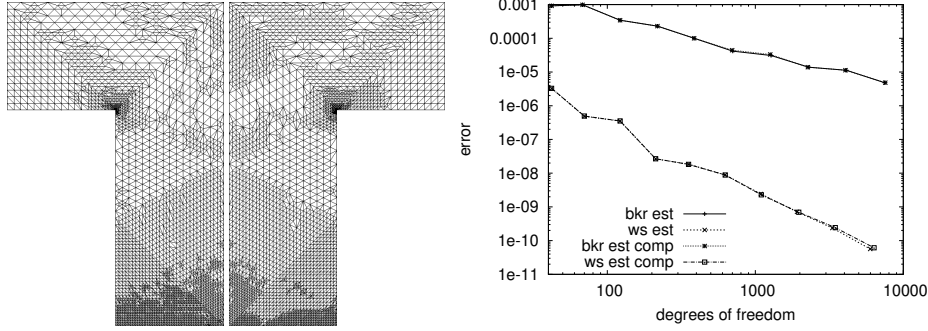 0.001
0.0001
1e-05
1e-06
1e-07
1e-08
1e-09
1e-10
1e-11
error
bkr est
ws est
bkr est comp
ws est comp
100
1000
10000
degrees of freedom